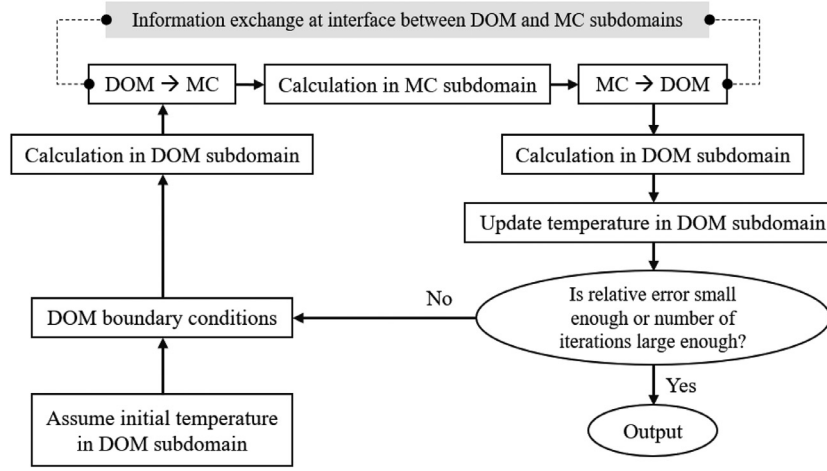 Information exchange at interface between DOM and MC subdomains
DOM → MC
Calculation in MC subdomain
MC → DOM
Calculation in DOM subdomain
Calculation in DOM subdomain
Update temperature in DOM subdomain
No
Is relative error small
enough or number of
iterations large enough?
DOM boundary conditions
Yes
Assume initial temperature
in DOM subdomain
Output